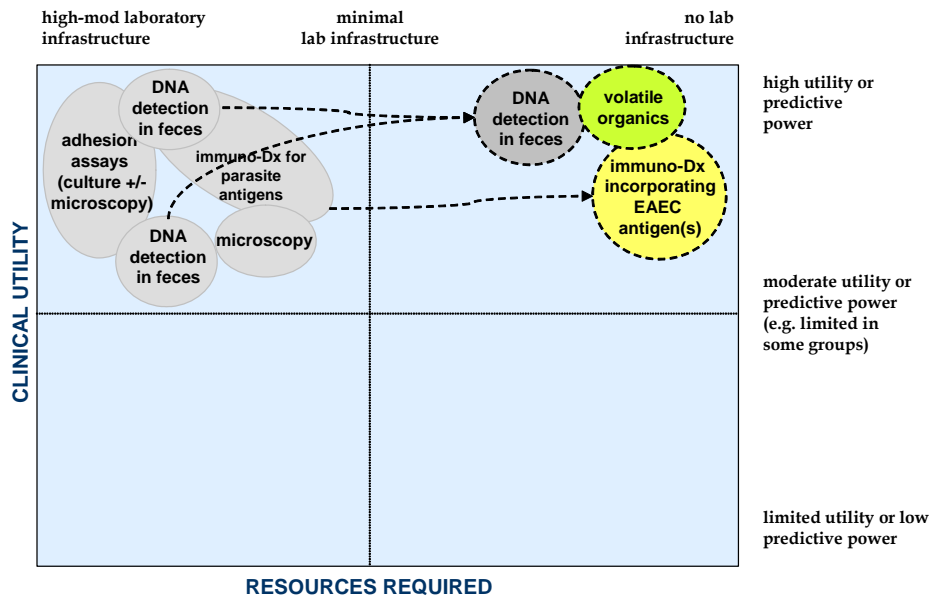 high-mod laboratory
infrastructure
minimal
lab infrastructure
no lab
infrastructure
high utility or
predictive
power
moderate utility or
predictive power
(e.g. limited in
some groups)
limited utility or low
predictive power
CLINICAL UTILITY
RESOURCES REQUIRED
adhesion
assays
(culture +/-
microscopy)
DNA
detection
in feces
immuno-Dx for
parasite
antigens
DNA
detection
in feces
microscopy
DNA
detection
in feces
volatile
organics
immuno-Dx
incorporating
EAEC
antigen(s)